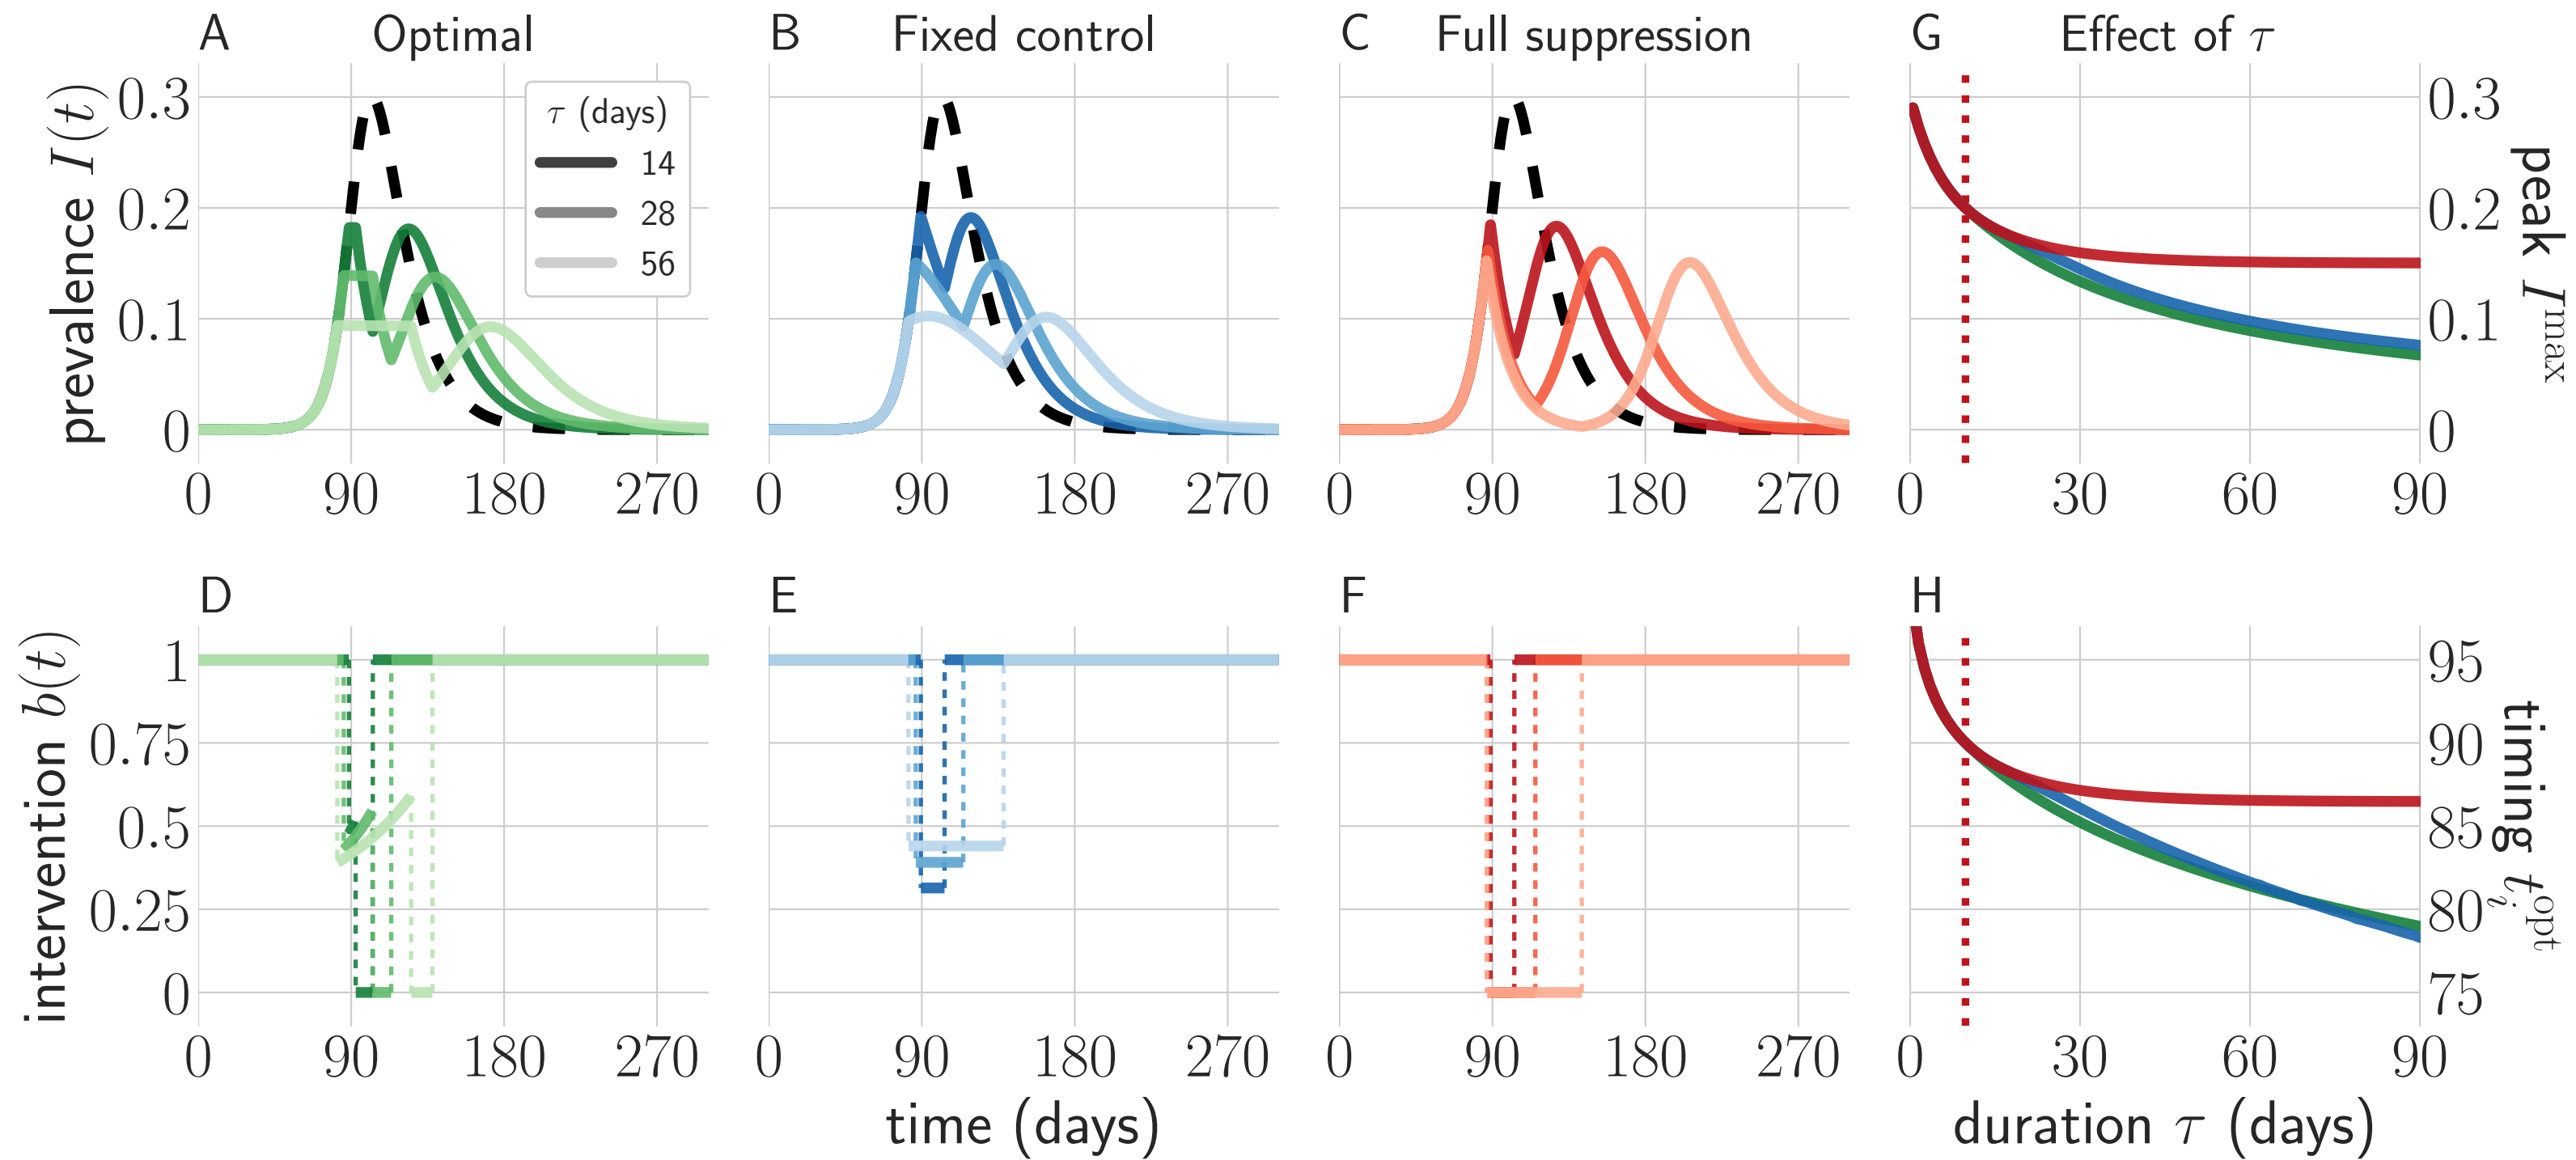 A Optimal
B Fixed control
C Full suppression
G Effect of τ
prevalence I(t)
0.3
0.2
0.1
0
τ (days)
14
28
56
0 90 180 270
0 90 180 270
0 90 180 270
0 30 60 90
0.3
0.2
0.1
0
peak I^max
D
E
F
H
intervention b(t)
1
0.75
0.5
0.25
0
0 90 180 270
0 90 180 270
0 90 180 270
0 30 60 90
95
90
85
80
75
timing t_i^opt
time (days)
duration τ (days)